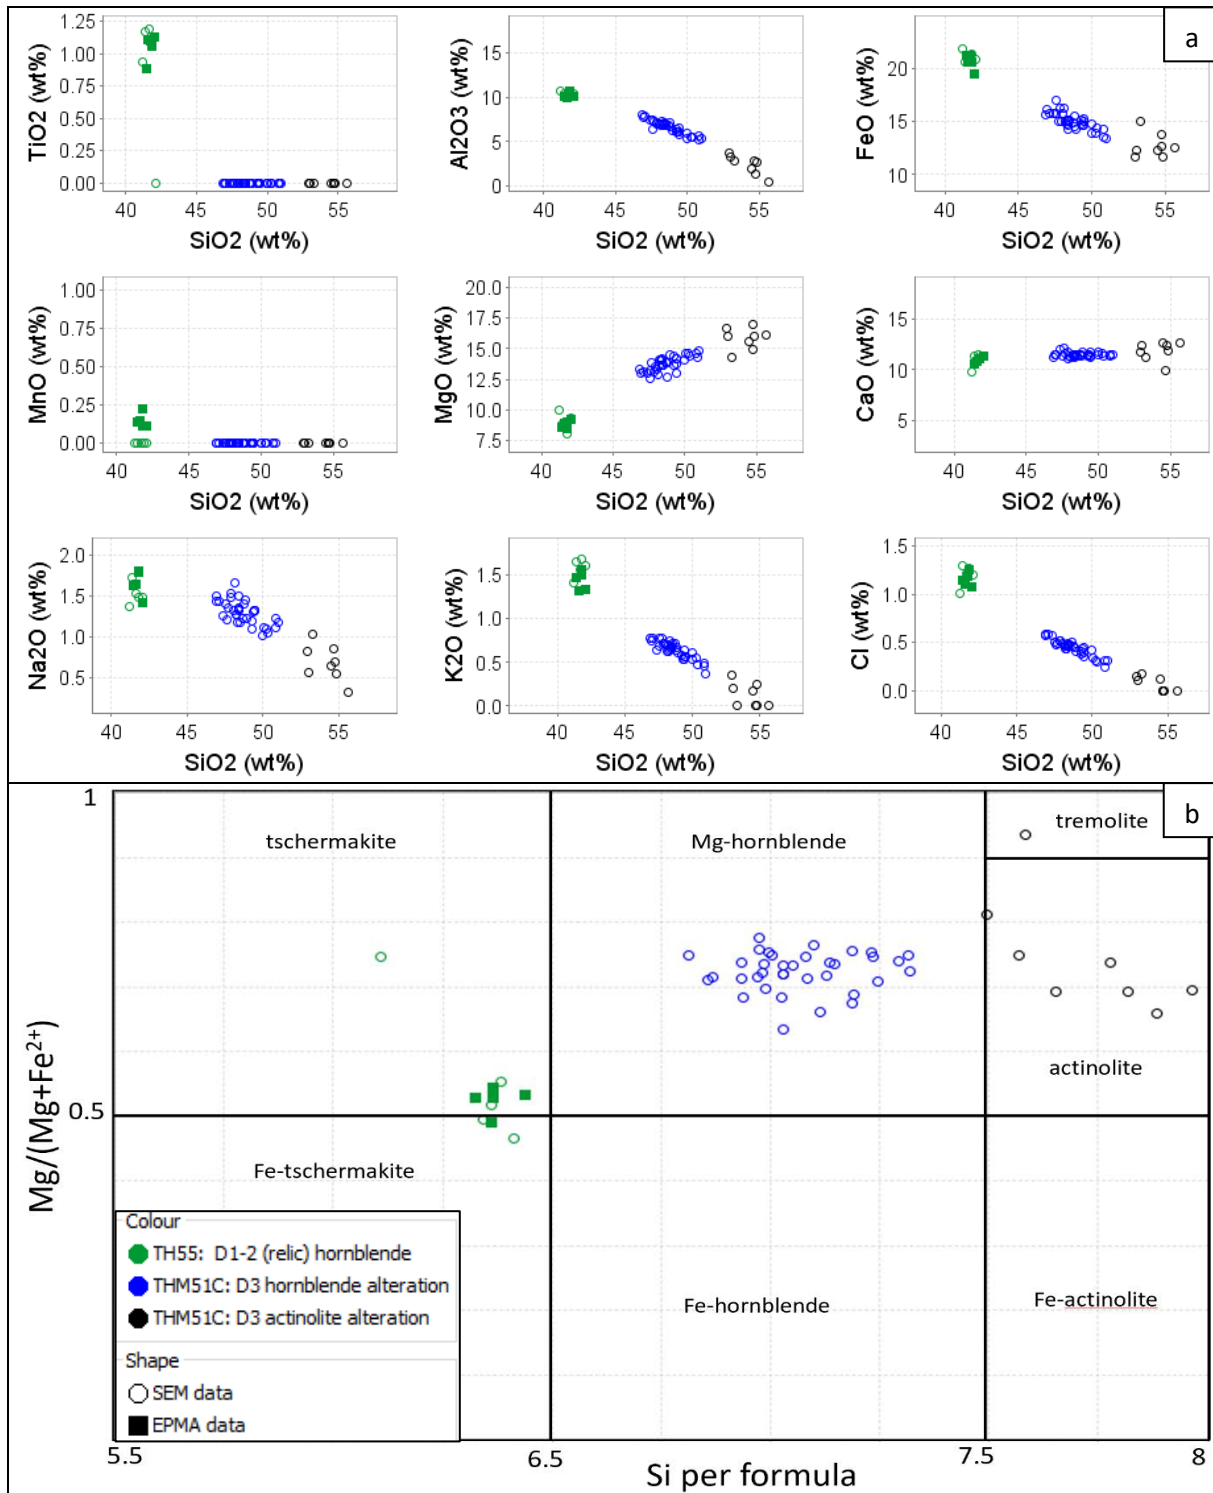 a
TiO2 (wt%)
1.25
1.00
0.75
0.50
0.25
0.00
40 45 50 55
SiO2 (wt%)
Al2O3 (wt%)
15
10
5
0
40 45 50 55
SiO2 (wt%)
FeO (wt%)
20
15
10
40 45 50 55
SiO2 (wt%)
MnO (wt%)
1.00
0.75
0.50
0.25
0.00
40 45 50 55
SiO2 (wt%)
MgO (wt%)
20.0
17.5
15.0
12.5
10.0
7.5
40 45 50 55
SiO2 (wt%)
CaO (wt%)
15
10
5
40 45 50 55
SiO2 (wt%)
Na2O (wt%)
2.0
1.5
1.0
0.5
40 45 50 55
SiO2 (wt%)
K2O (wt%)
1.5
1.0
0.5
0.0
40 45 50 55
SiO2 (wt%)
Cl (wt%)
1.5
1.0
0.5
0.0
40 45 50 55
SiO2 (wt%)
b
1
tschermakite
Mg-hornblende
tremolite
Mg/(Mg+Fe²⁺)
0.5
actinolite
Fe-tschermakite
Fe-hornblende
Fe-actinolite
Colour
TH55: D1-2 (relic) hornblende
THM51C: D3 hornblende alteration
THM51C: D3 actinolite alteration
Shape
SEM data
EPMA data
5.5 6.5 7.5 8
Si per formula